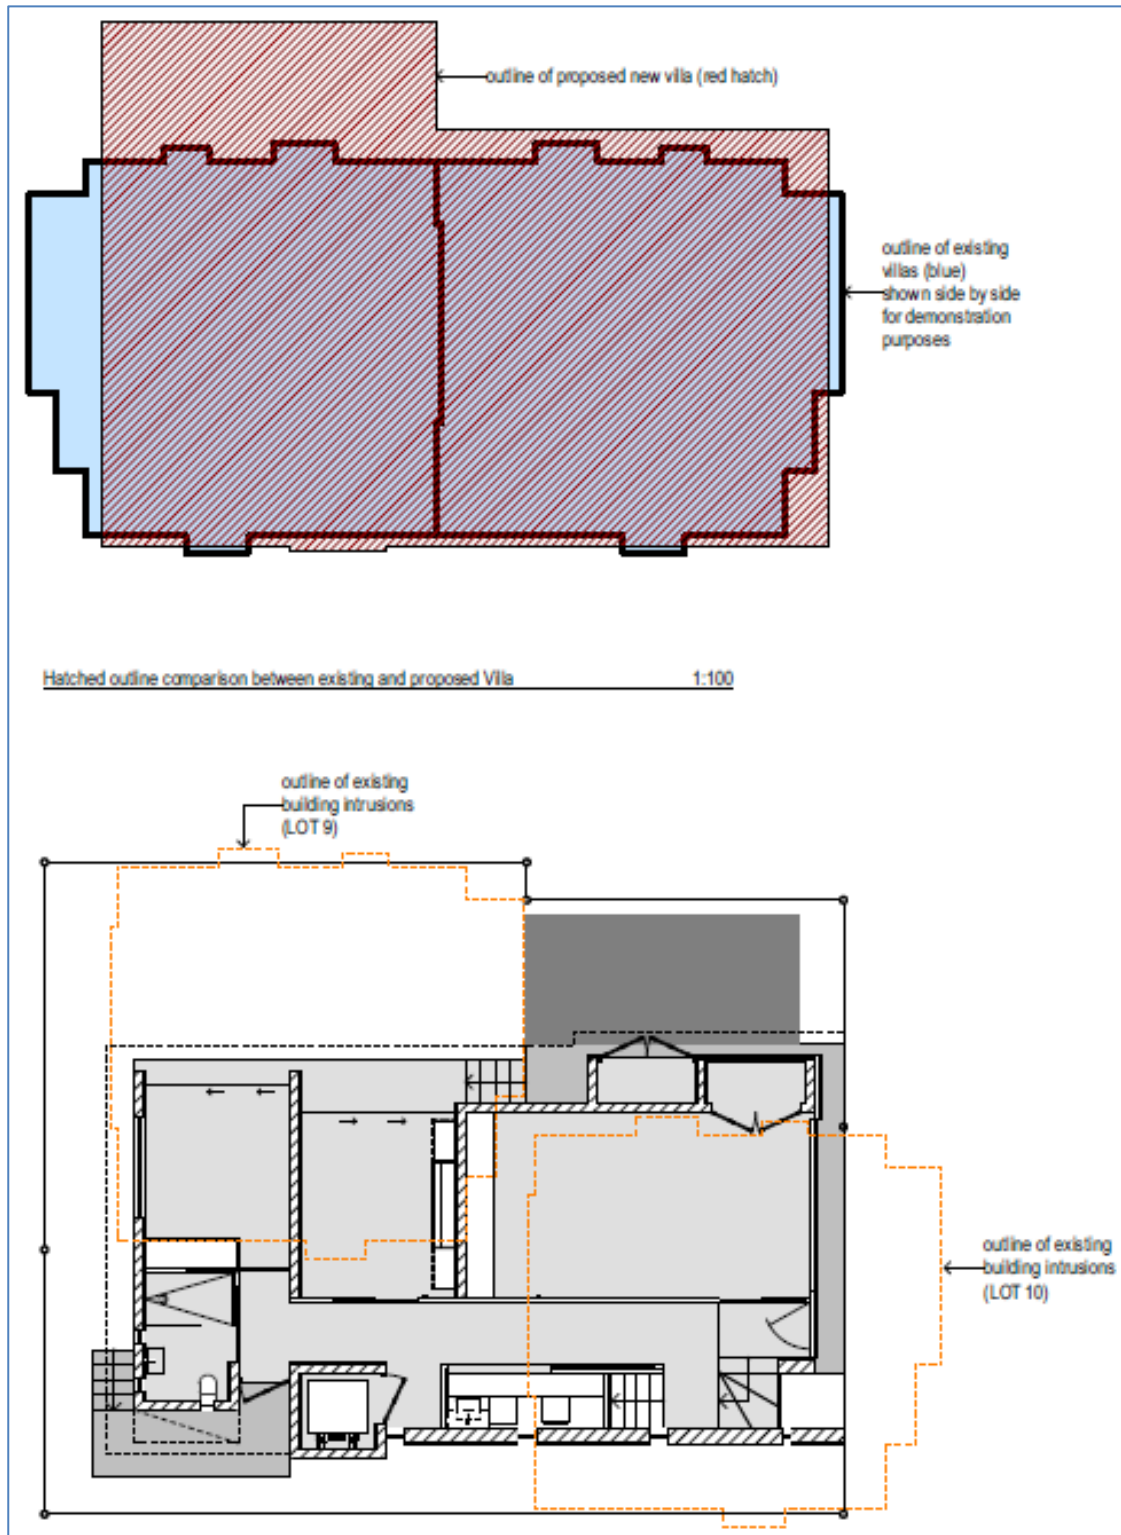 outline of proposed new villa (red hatch)
outline of existing
villas (blue)
shown side by side
for demonstration
purposes
Hatched outline comparison between existing and proposed Villa 1:100
outline of existing
building intrusions
(LOT 9)
outline of existing
building intrusions
(LOT 10)